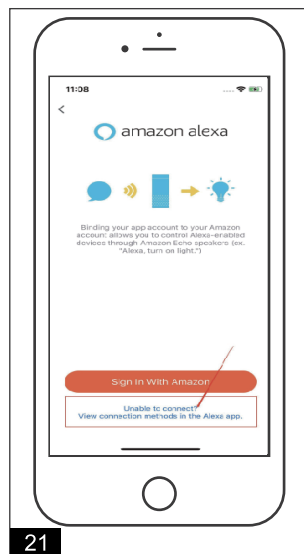 11:08
amazon alexa
Birding your app account to your Amazon
account allows you to control Alexa-enabled
devices through Amazon Echo speakers (ex.
"Alexa, turn on light.")
Sign In With Amazon
Unable to connect?
View connection methods in the Alexa app.
21